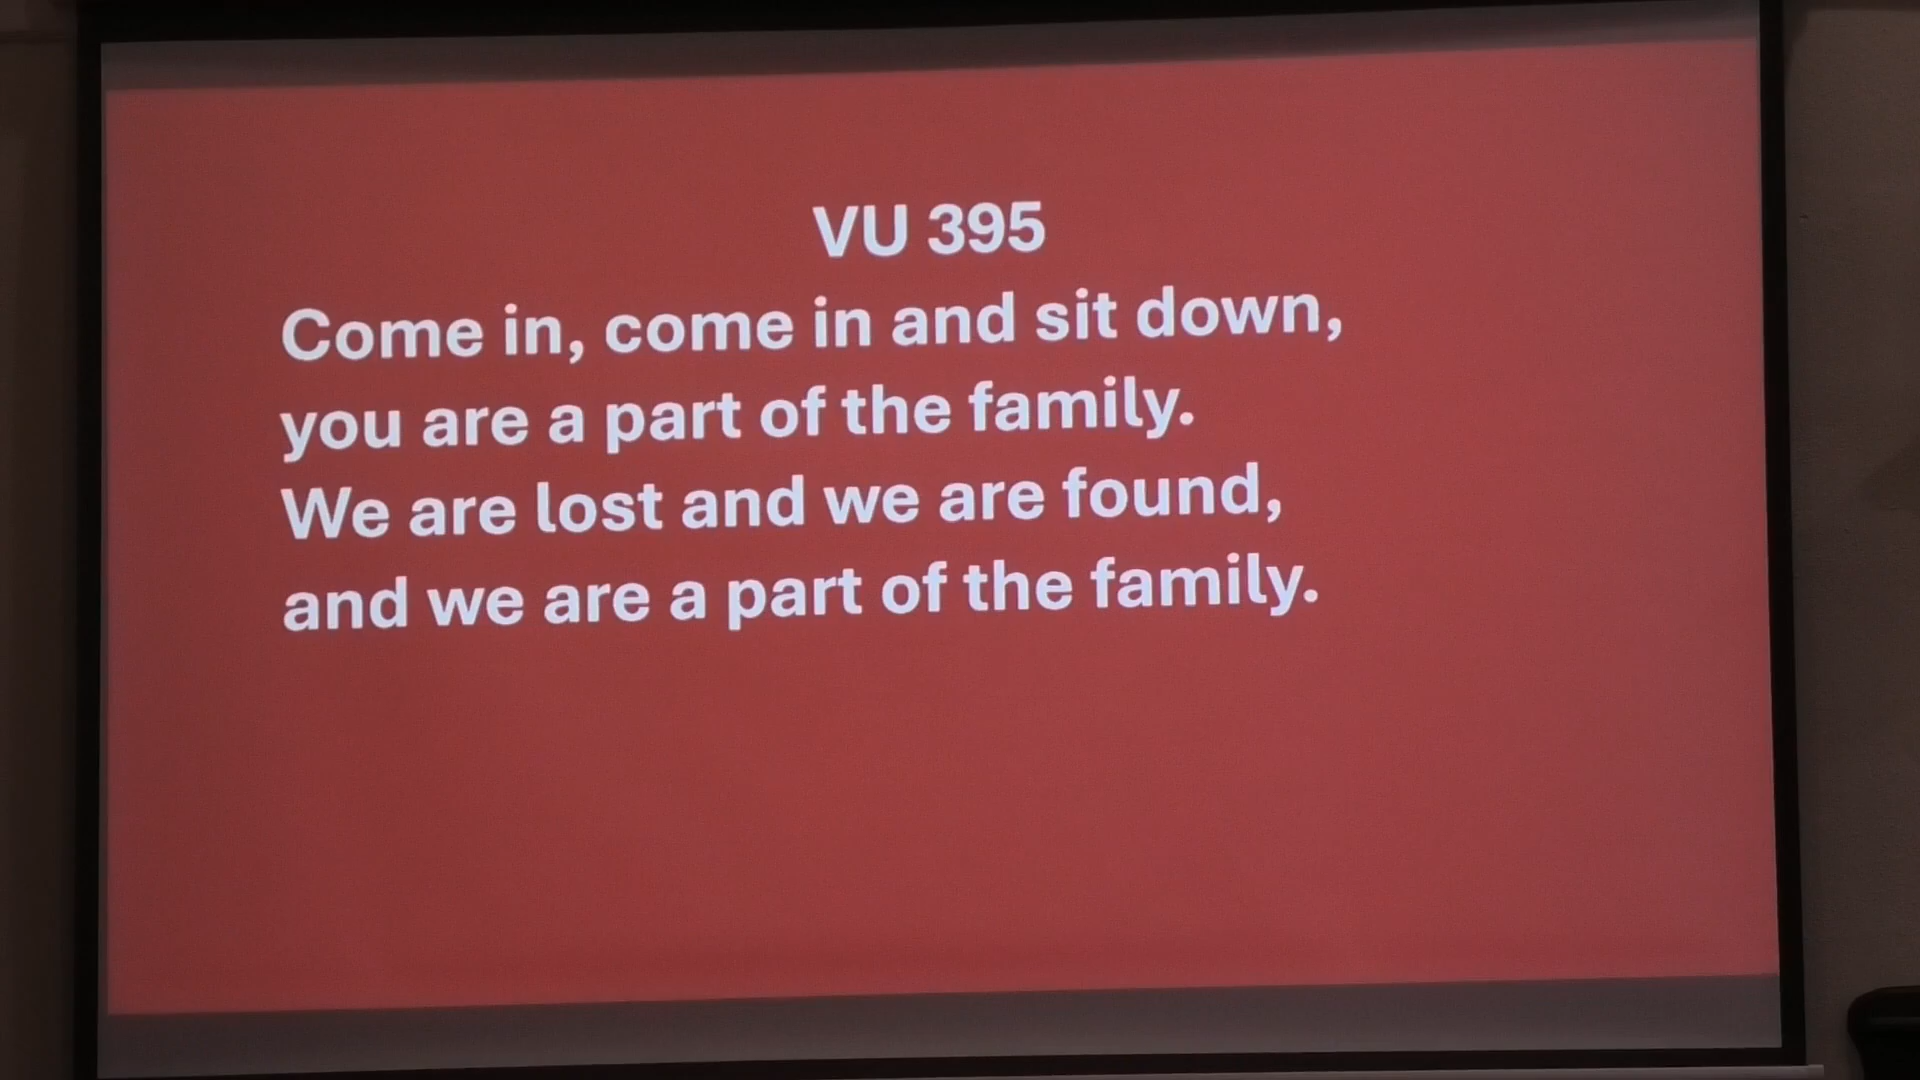 VU 395
Come in, come in and sit down,
you are a part of the family.
We are lost and we are found,
and we are a part of the family.